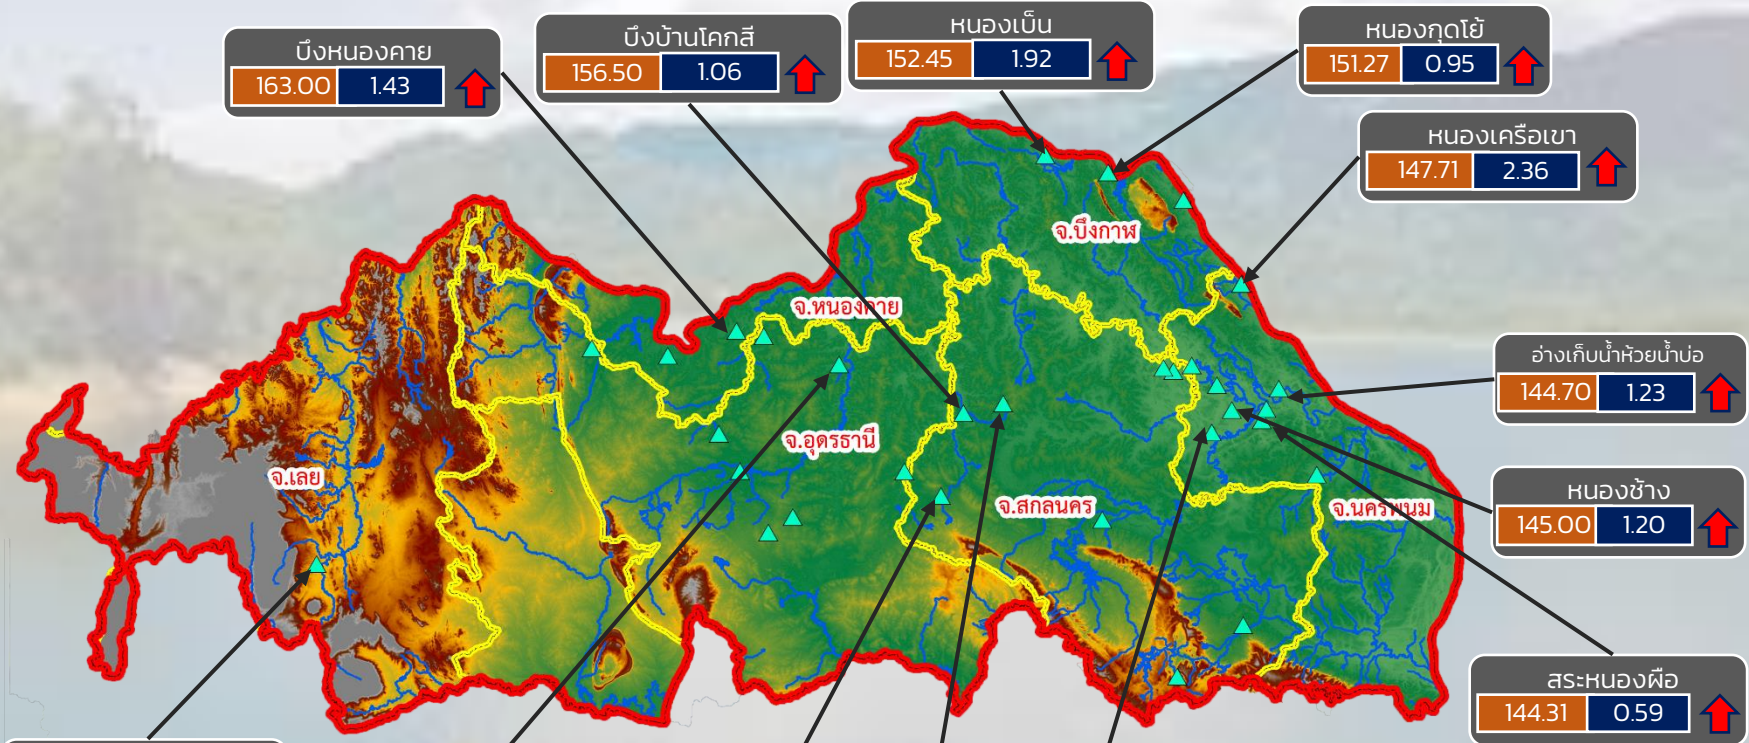 บึงหนองคาย
163.00 1.43
บึงบ้านโคกสี
156.50 1.06
หนองเบ็น
152.45 1.92
หนองกุดโย้
151.27 0.95
หนองเครือเขา
147.71 2.36
จ.บึงกาฬ
จ.หนองคาย
อ่างเก็บน้ำห้วยน้ำบ่อ
144.70 1.23
จ.อุดรธานี
จ.เลย
จ.สกลนคร
จ.นครพนม
หนองช้าง
145.00 1.20
สระหนองผือ
144.31 0.59